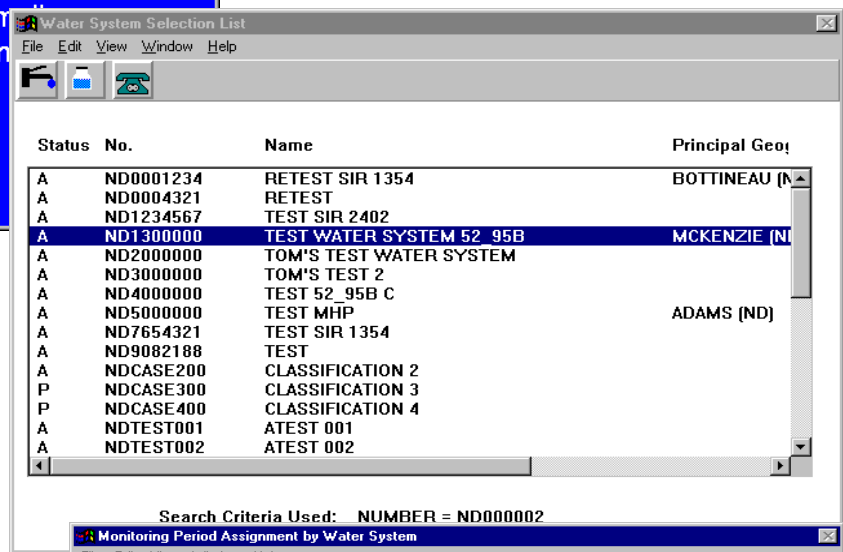 Water System Selection List
File Edit View Window Help
Status No. Name Principal Geog
A ND0001234 RETEST SIR 1354 BOTTINEAU (N
A ND0004321 RETEST
A ND1234567 TEST SIR 2402
A ND1300000 TEST WATER SYSTEM 52_95B MCKENZIE (ND
A ND2000000 TOM'S TEST WATER SYSTEM
A ND3000000 TOM'S TEST 2
A ND4000000 TEST 52_95B C
A ND5000000 TEST MHP ADAMS (ND)
A ND7654321 TEST SIR 1354
A ND9082188 TEST
A NDCASE200 CLASSIFICATION 2
P NDCASE300 CLASSIFICATION 3
P NDCASE400 CLASSIFICATION 4
A NDTEST001 ATEST 001
A NDTEST002 ATEST 002
Search Criteria Used: NUMBER = ND000002
Monitoring Period Assignment by Water System